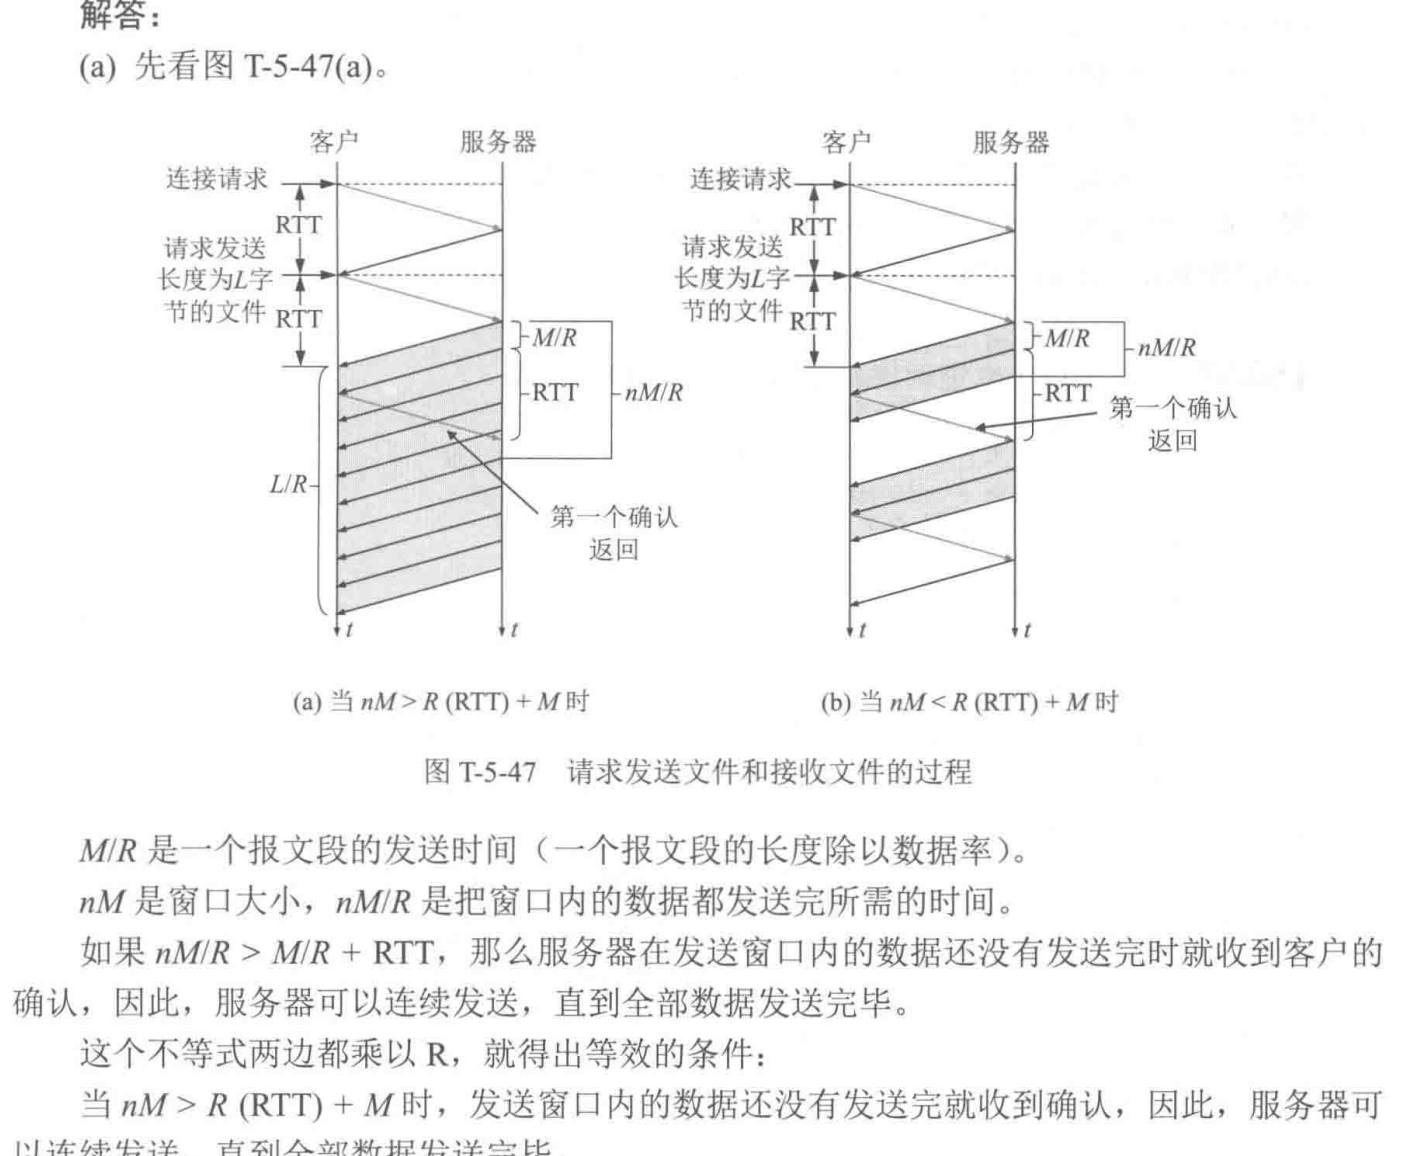 解答：
(a) 先看图 T-5-47(a)。
客户 服务器 客户 服务器
连接请求 连接请求
RTT RTT
请求发送 请求发送
长度为L字 长度为L字
节的文件 RTT 节的文件 RTT
M/R M/R nM/R
RTT nM/R RTT
第一个确认
返回
L/R
第一个确认
返回
t t t t
(a) 当 nM > R (RTT) + M 时 (b) 当 nM < R (RTT) + M 时
图 T-5-47 请求发送文件和接收文件的过程
M/R 是一个报文段的发送时间（一个报文段的长度除以数据率）。
nM 是窗口大小，nM/R 是把窗口内的数据都发送完所需的时间。
如果 nM/R > M/R + RTT，那么服务器在发送窗口内的数据还没有发送完时就收到客户的
确认，因此，服务器可以连续发送，直到全部数据发送完毕。
这个不等式两边都乘以 R，就得出等效的条件：
当 nM > R (RTT) + M 时，发送窗口内的数据还没有发送完就收到确认，因此，服务器可
以连续发送，直到全部数据发送完毕。